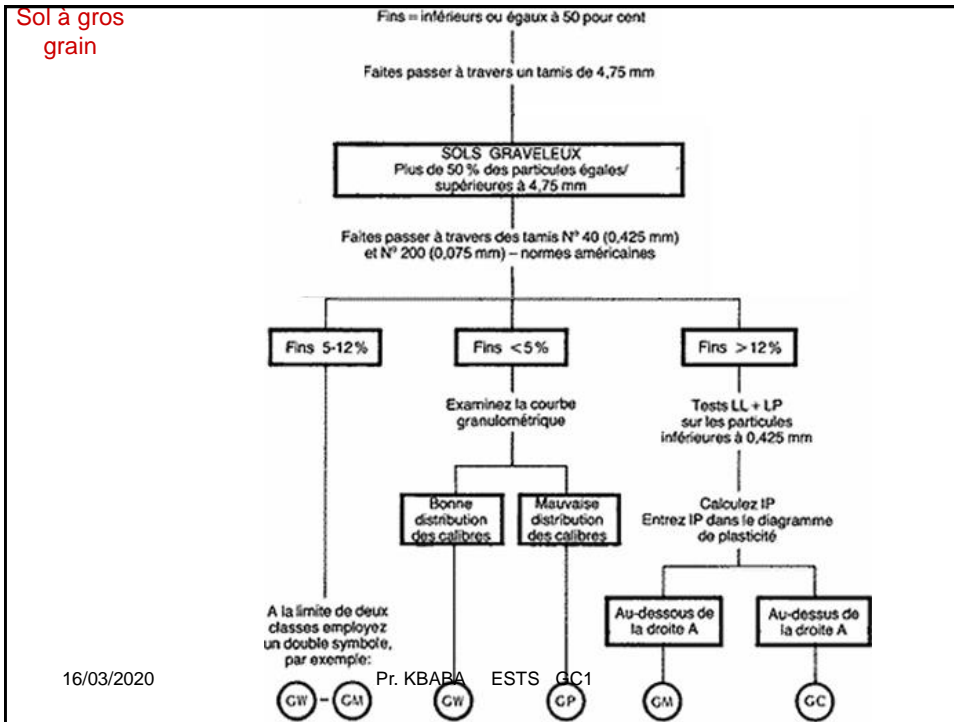 Sol à gros
grain
Fins = inférieurs ou égaux à 50 pour cent
Faites passer à travers un tamis de 4,75 mm
SOLS GRAVELEUX
Plus de 50 % des particules égales/
supérieures à 4,75 mm
Faites passer à travers des tamis N° 40 (0,425 mm)
et N° 200 (0,075 mm) – normes américaines
Fins 5-12%
Fins <5%
Fins >12%
Examinez la courbe
granulométrique
Tests LL + LP
sur les particules
inférieures à 0,425 mm
Bonne
distribution
des calibres
Mauvaise
distribution
des calibres
Calculez IP
Entrez IP dans le diagramme
de plasticité
Au-dessous de
la droite A
Au-dessus de
la droite A
A la limite de deux
classes employez
un double symbole,
par exemple:
GW – GM
GW
GP
GM
GC
16/03/2020
Pr. KBABA ESTS GC1